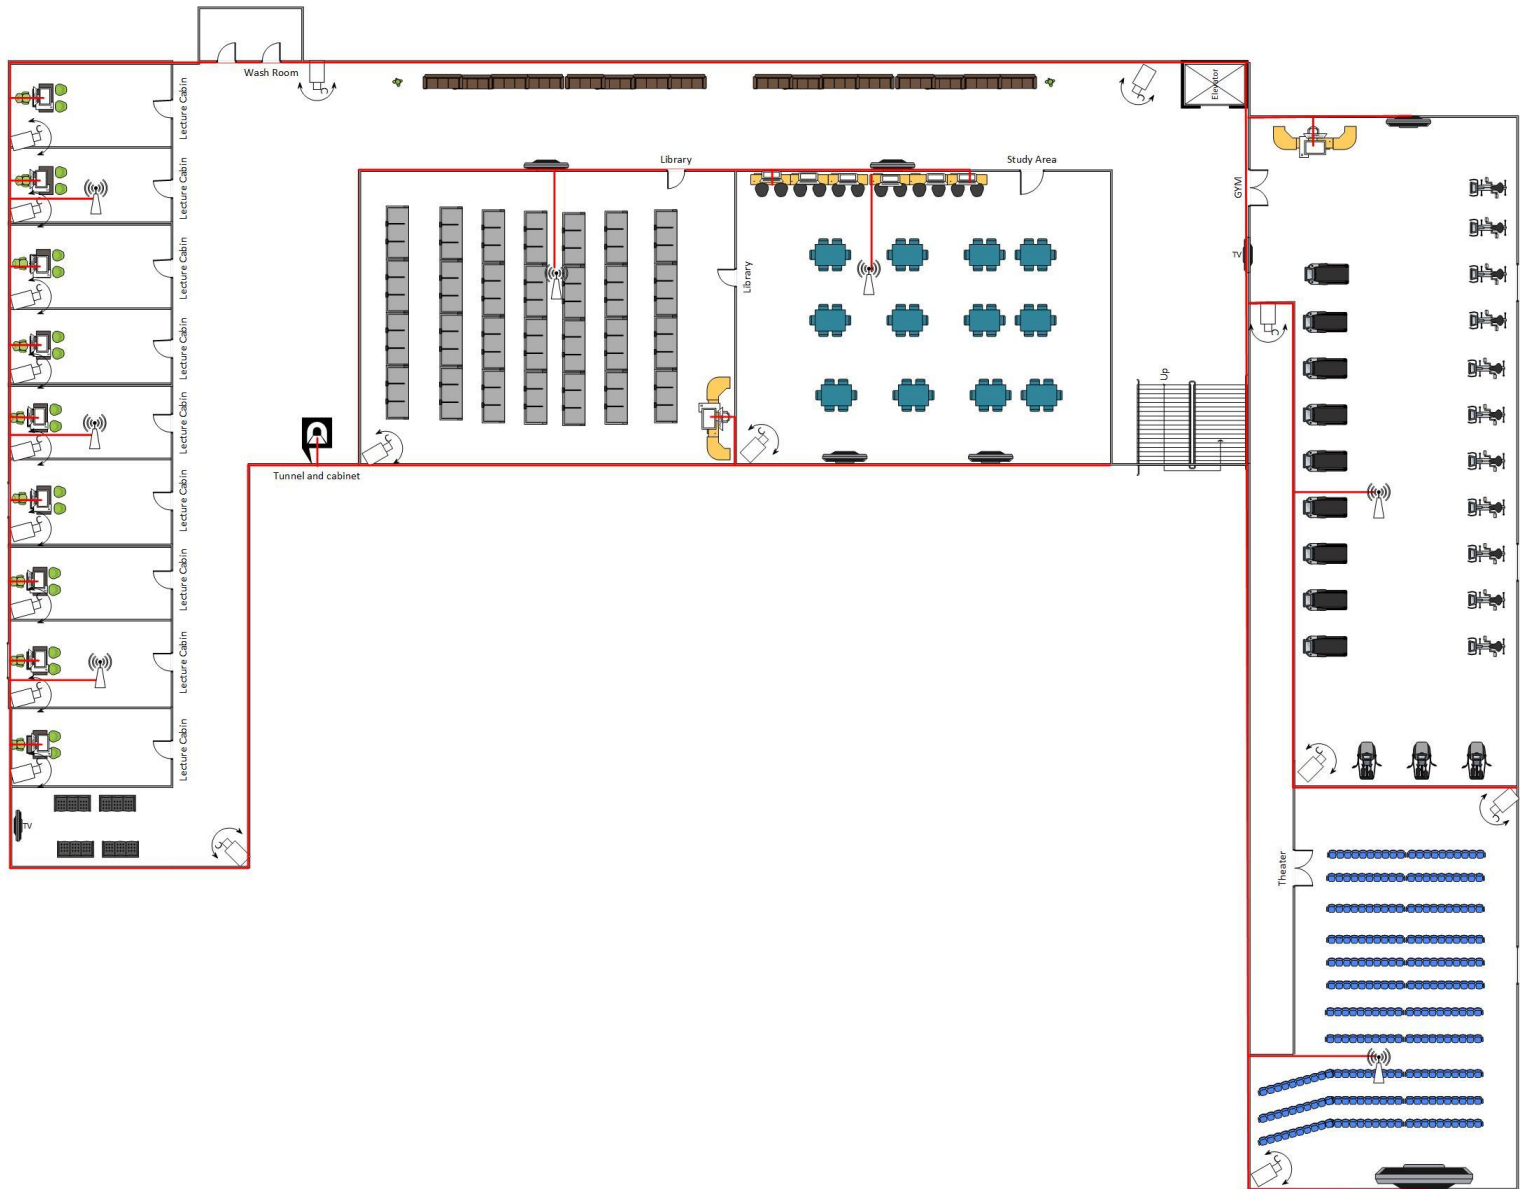 Wash Room
Elevator
Lecture Cabin
Lecture Cabin
Lecture Cabin
Lecture Cabin
Lecture Cabin
Lecture Cabin
Lecture Cabin
Lecture Cabin
Lecture Cabin
Library
Study Area
GYM
TV
Library
Up
Tunnel and cabinet
TV
Theater